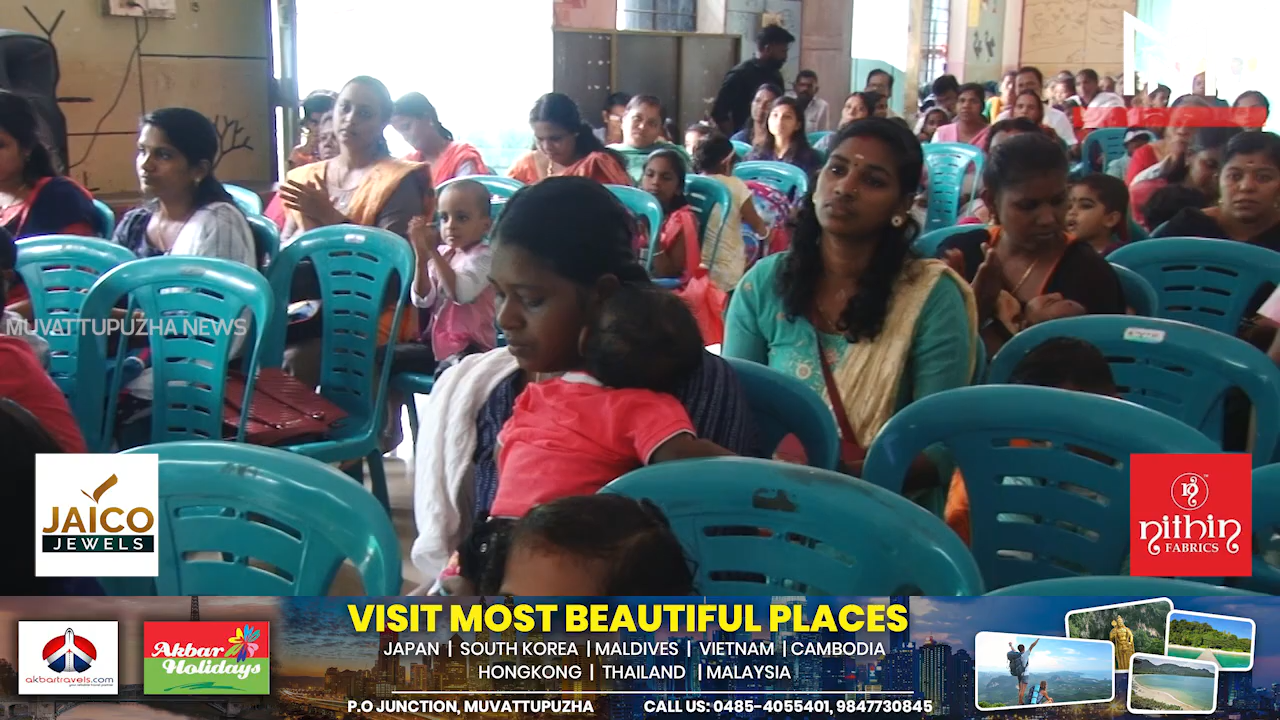 MUVATTUPUZHA NEWS
JAICO
JEWELS
nithin
FABRICS
akbartravels.com
Akbar
Holidays
VISIT MOST BEAUTIFUL PLACES
JAPAN | SOUTH KOREA | MALDIVES | VIETNAM | CAMBODIA
HONGKONG | THAILAND | MALAYSIA
P.O JUNCTION, MUVATTUPUZHA CALL US: 0485-4055401, 9847730845